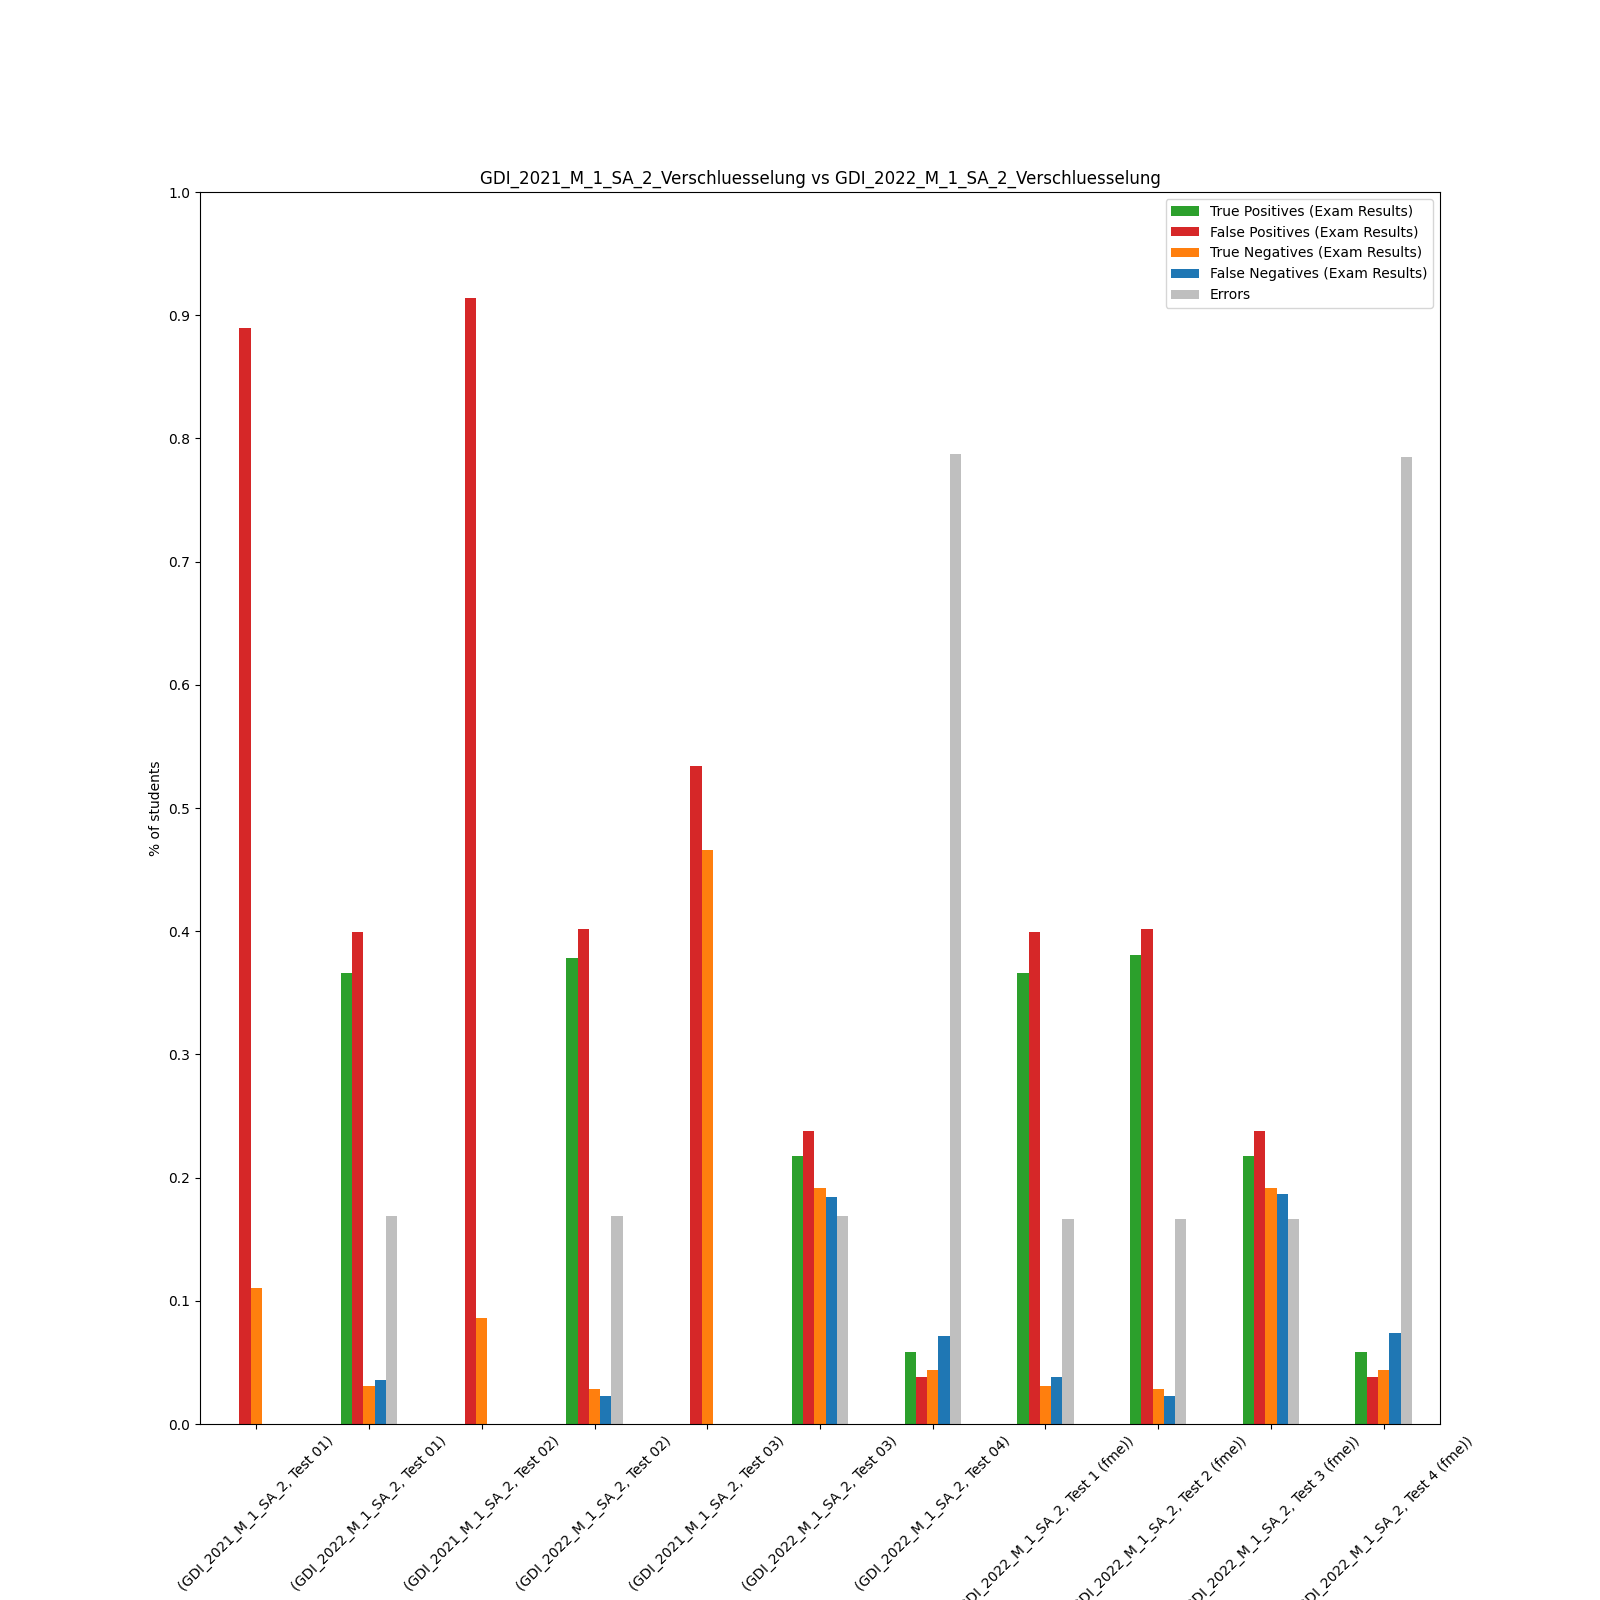 GDI_2021_M_1_SA_2_Verschluesselung vs GDI_2022_M_1_SA_2_Verschluesselung
True Positives (Exam Results)
False Positives (Exam Results)
True Negatives (Exam Results)
False Negatives (Exam Results)
Errors
% of students
1.0
0.9
0.8
0.7
0.6
0.5
0.4
0.3
0.2
0.1
0.0
(GDI_2021_M_1_SA_2, Test 01)
(GDI_2022_M_1_SA_2, Test 01)
(GDI_2021_M_1_SA_2, Test 02)
(GDI_2022_M_1_SA_2, Test 02)
(GDI_2021_M_1_SA_2, Test 03)
(GDI_2022_M_1_SA_2, Test 03)
(GDI_2022_M_1_SA_2, Test 04)
GDI_2022_M_1_SA_2, Test 1 (fme))
GDI_2022_M_1_SA_2, Test 2 (fme))
GDI_2022_M_1_SA_2, Test 3 (fme))
GDI_2022_M_1_SA_2, Test 4 (fme))